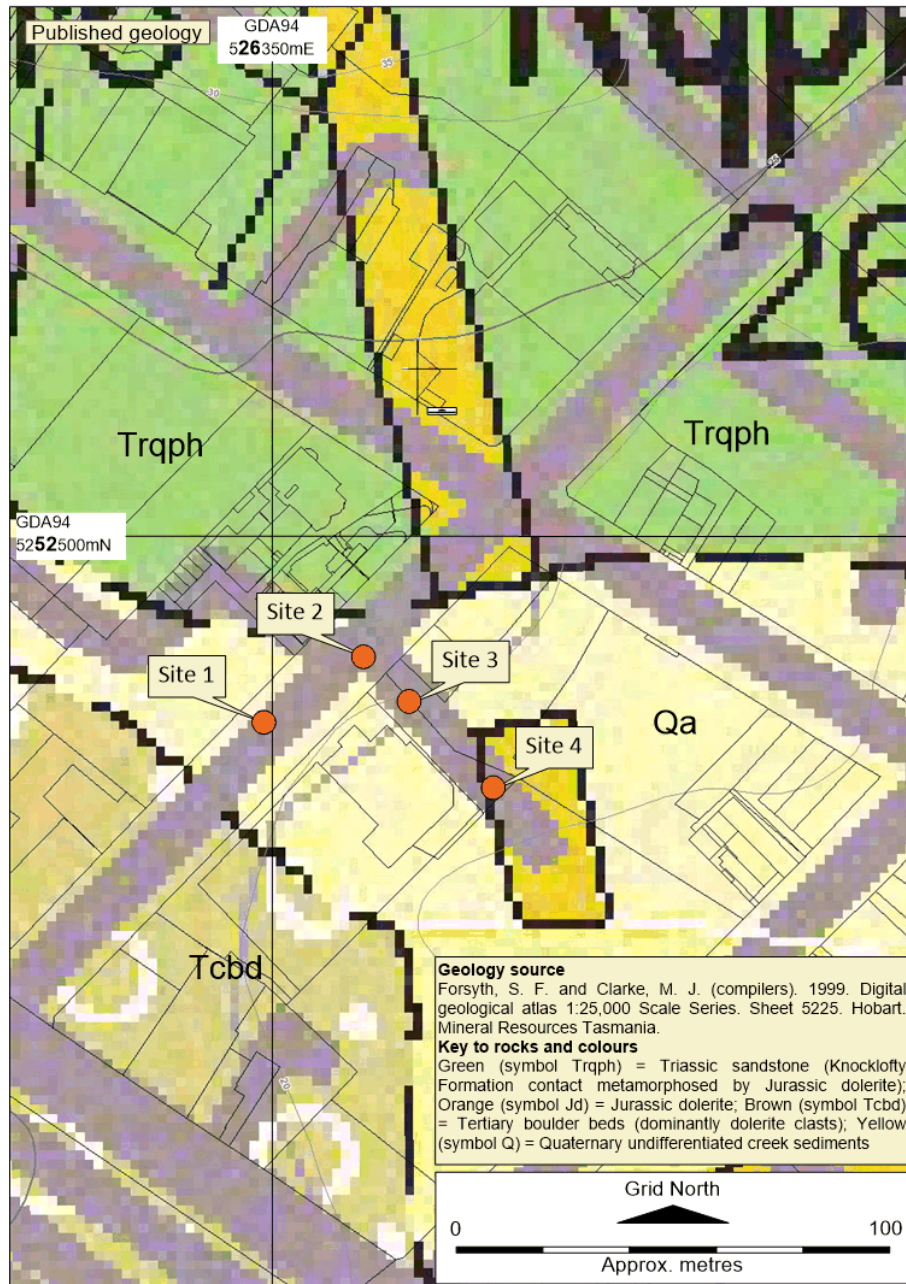 Published geology
GDA94
526350mE
35
30
25
26
Trqph
Trqph
GDA94
5252500mN
Site 2
Site 1
Site 3
Qa
Site 4
Tcbd
20
Geology source
Forsyth, S. F. and Clarke, M. J. (compilers). 1999. Digital
geological atlas 1:25,000 Scale Series. Sheet 5225. Hobart.
Mineral Resources Tasmania.
Key to rocks and colours
Green (symbol Trqph) = Triassic sandstone (Knocklofty
Formation contact metamorphosed by Jurassic dolerite);
Orange (symbol Jd) = Jurassic dolerite; Brown (symbol Tcbd)
= Tertiary boulder beds (dominantly dolerite clasts); Yellow
(symbol Q) = Quaternary undifferentiated creek sediments
Grid North
0
100
Approx. metres